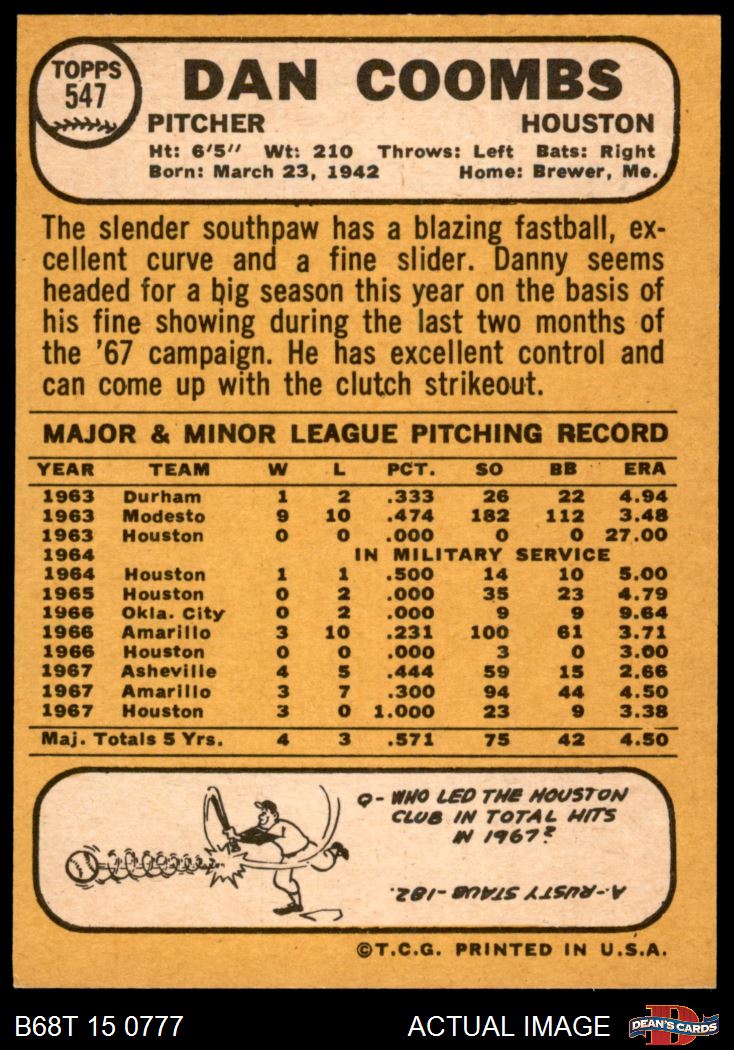 TOPPS
547
DAN COOMBS
PITCHER HOUSTON
Ht: 6'5" Wt: 210 Throws: Left Bats: Right
Born: March 23, 1942 Home: Brewer, Me.
The slender southpaw has a blazing fastball, ex-
cellent curve and a fine slider. Danny seems
headed for a big season this year on the basis of
his fine showing during the last two months of
the '67 campaign. He has excellent control and
can come up with the clutch strikeout.
MAJOR & MINOR LEAGUE PITCHING RECORD
YEAR TEAM W L PCT. SO BB ERA
1963 Durham 1 2 .333 26 22 4.94
1963 Modesto 9 10 .474 182 112 3.48
1963 Houston 0 0 .000 0 0 27.00
1964 IN MILITARY SERVICE
1964 Houston 1 1 .500 14 10 5.00
1965 Houston 0 2 .000 35 23 4.79
1966 Okla. City 0 2 .000 9 9 9.64
1966 Amarillo 3 10 .231 100 61 3.71
1966 Houston 0 0 .000 3 0 3.00
1967 Asheville 4 5 .444 59 15 2.66
1967 Amarillo 3 7 .300 94 44 4.50
1967 Houston 3 0 1.000 23 9 3.38
Maj. Totals 5 Yrs. 4 3 .571 75 42 4.50
Q- WHO LED THE HOUSTON
CLUB IN TOTAL HITS
IN 1967?
A-RUSTY STAUB-182.
©T.C.G. PRINTED IN U.S.A.
B68T 15 0777 ACTUAL IMAGE DEAN'S CARDS